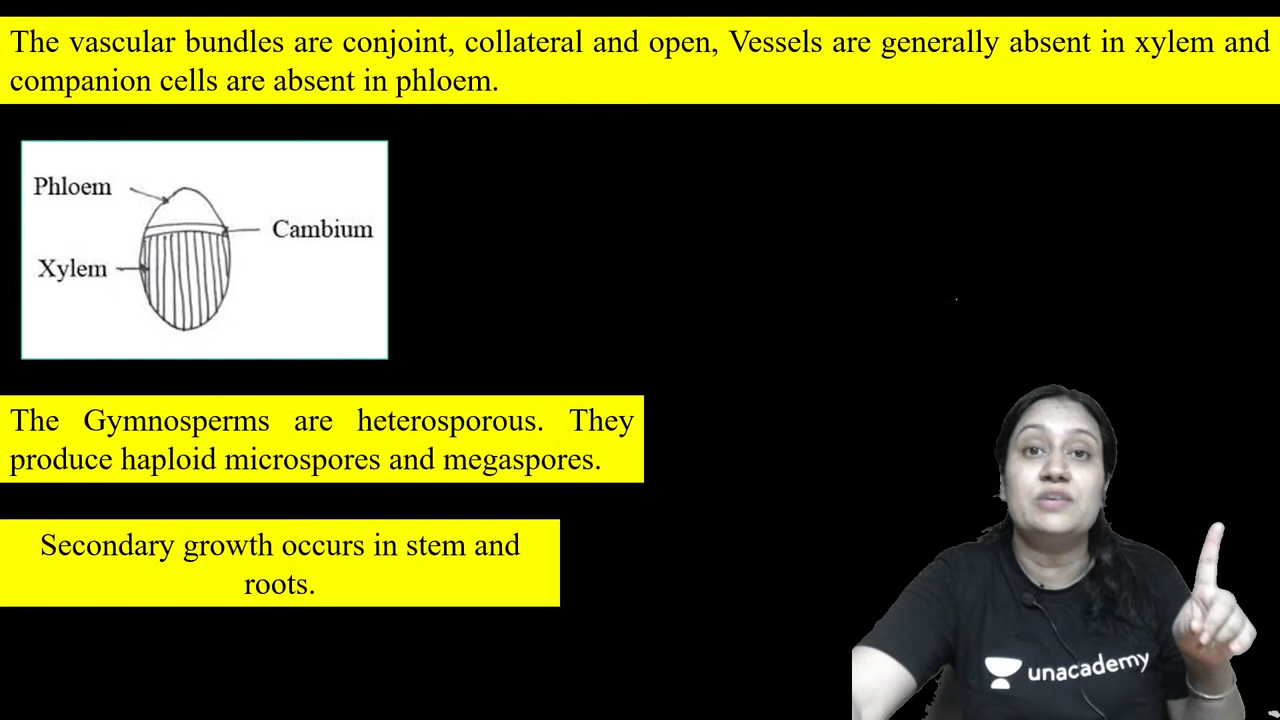 The vascular bundles are conjoint, collateral and open, Vessels are generally absent in xylem and
companion cells are absent in phloem.
Phloem
Cambium
Xylem
The Gymnosperms are heterosporous. They
produce haploid microspores and megaspores.
Secondary growth occurs in stem and
roots.
unacademy